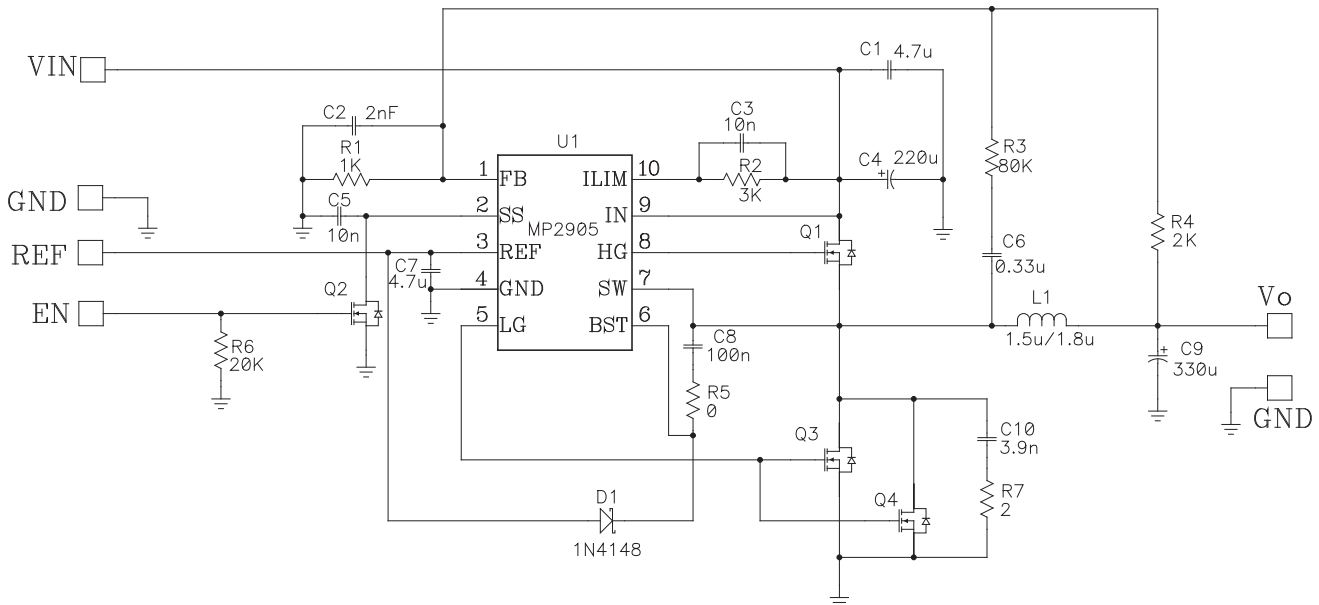 VIN
C1 4.7u
C2 2nF
R1
1K
C3
10n
R2
3K
C4 220u
R3
80K
U1
1 FB
2 SS
3 REF
4 GND
5 LG
ILIM 10
IN 9
HG 8
SW 7
BST 6
MP2905
GND
C5
10n
REF
C7
4.7u
Q1
R4
2K
C6
0.33u
EN
Q2
R6
20K
L1
1.5u/1.8u
Vo
C8
100n
R5
0
C9
330u
GND
Q3
C10
3.9n
Q4
R7
2
D1
1N4148
+
+